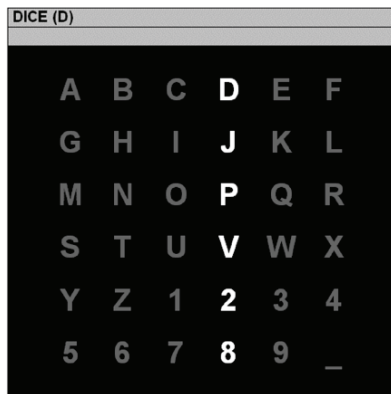 DICE (D)
A B C D E F
G H I J K L
M N O P Q R
S T U V W X
Y Z 1 2 3 4
5 6 7 8 9 _